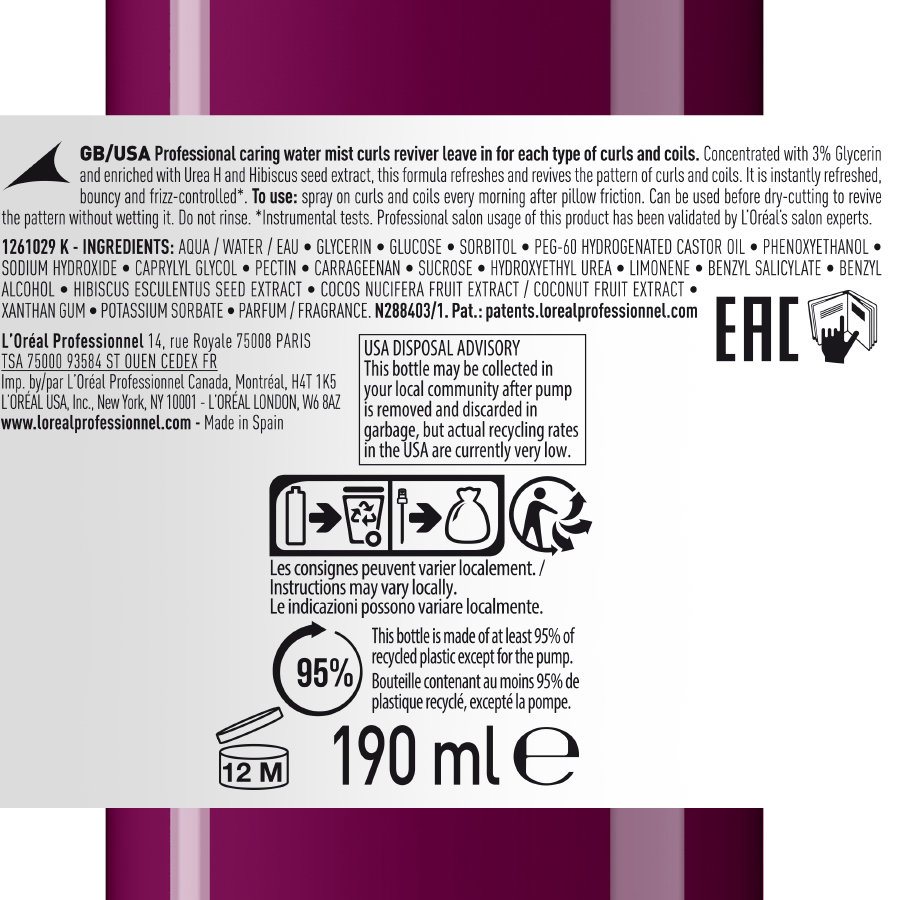 GB/USA Professional caring water mist curls reviver leave in for each type of curls and coils. Concentrated with 3% Glycerin
and enriched with Urea H and Hibiscus seed extract, this formula refreshes and revives the pattern of curls and coils. It is instantly refreshed,
bouncy and frizz-controlled*. To use: spray on curls and coils every morning after pillow friction. Can be used before dry-cutting to revive
the pattern without wetting it. Do not rinse. *Instrumental tests. Professional salon usage of this product has been validated by L'Oréal's salon experts.
1261029 K - INGREDIENTS: AQUA / WATER / EAU • GLYCERIN • GLUCOSE • SORBITOL • PEG-60 HYDROGENATED CASTOR OIL • PHENOXYETHANOL •
SODIUM HYDROXIDE • CAPRYLYL GLYCOL • PECTIN • CARRAGEENAN • SUCROSE • HYDROXYETHYL UREA • LIMONENE • BENZYL SALICYLATE • BENZYL
ALCOHOL • HIBISCUS ESCULENTUS SEED EXTRACT • COCOS NUCIFERA FRUIT EXTRACT / COCONUT FRUIT EXTRACT •
XANTHAN GUM • POTASSIUM SORBATE • PARFUM / FRAGRANCE. N288403/1. Pat.: patents.lorealprofessionnel.com
EAC
L'Oréal Professionnel 14, rue Royale 75008 PARIS
TSA 75000 93584 ST OUEN CEDEX FR
Imp. by/par L'Oréal Professionnel Canada, Montréal, H4T 1K5
L'ORÉAL USA, Inc., New York, NY 10001 - L'ORÉAL LONDON, W6 8AZ
www.lorealprofessionnel.com - Made in Spain
USA DISPOSAL ADVISORY
This bottle may be collected in
your local community after pump
is removed and discarded in
garbage, but actual recycling rates
in the USA are currently very low.
Les consignes peuvent varier localement. /
Instructions may vary locally.
Le indicazioni possono variare localmente.
95%
This bottle is made of at least 95% of
recycled plastic except for the pump.
Bouteille contenant au moins 95% de
plastique recyclé, excepté la pompe.
12 M
190 ml e